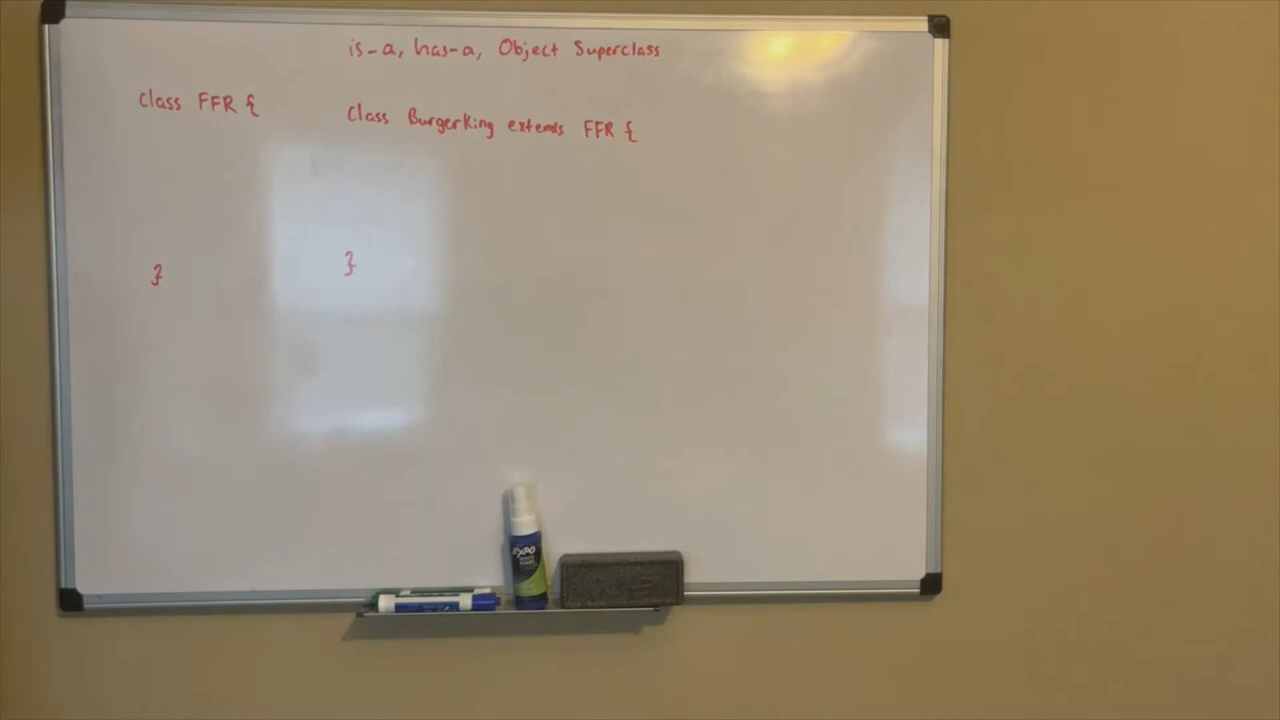 is-a, has-a, Object Superclass
Class FFR {
Class BurgerKing extends FFR {
}
}
EXPO